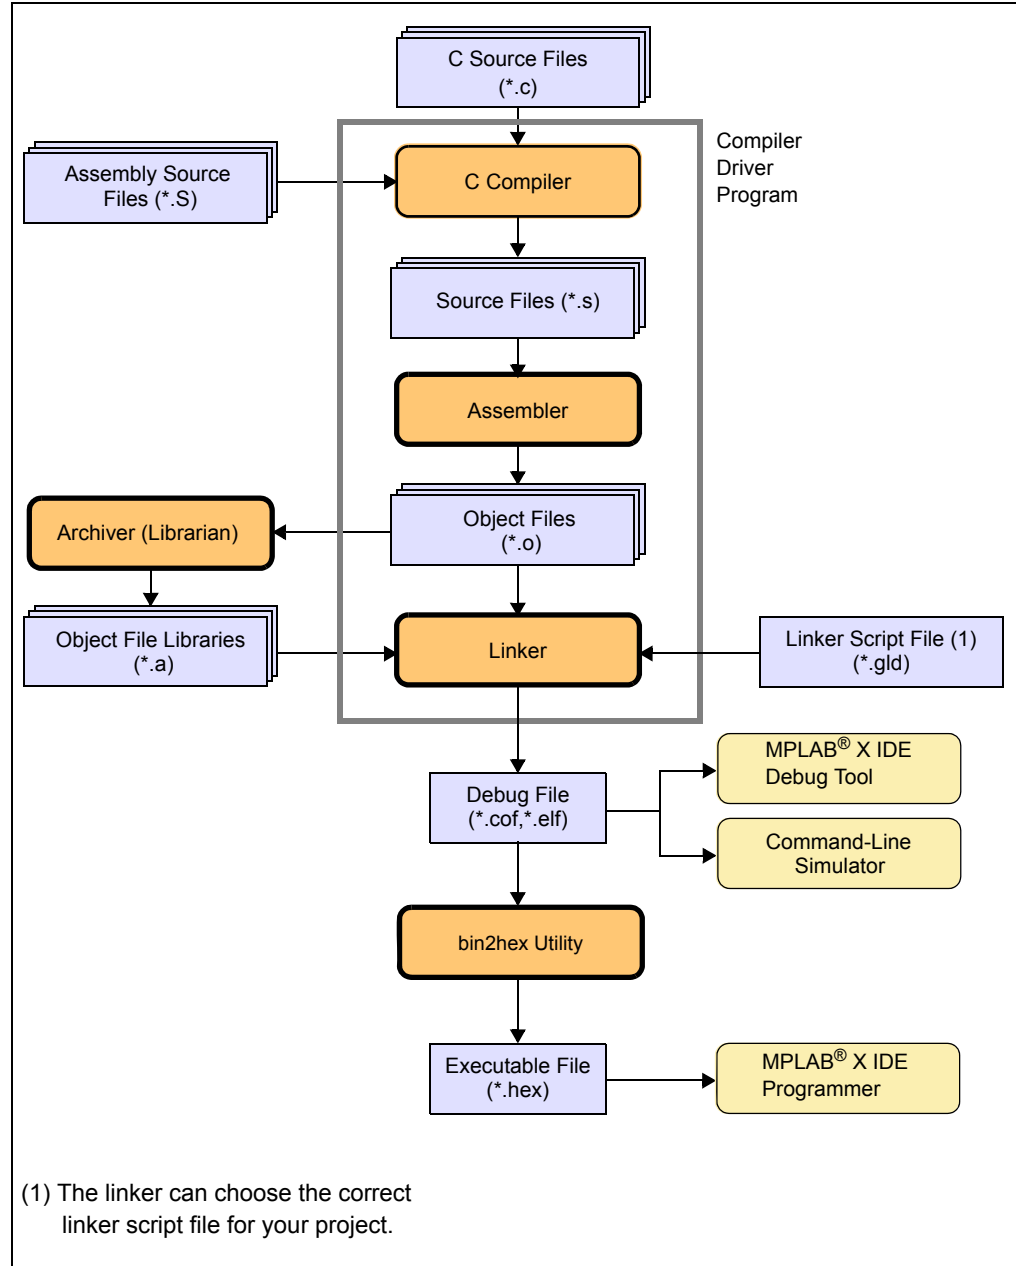 C Source Files
(*.c)
Compiler
Driver
Program
Assembly Source
Files (*.S)
C Compiler
Source Files (*.s)
Assembler
Archiver (Librarian)
Object Files
(*.o)
Object File Libraries
(*.a)
Linker
Linker Script File (1)
(*.gld)
MPLAB® X IDE
Debug Tool
Debug File
(*.cof,*.elf)
Command-Line
Simulator
bin2hex Utility
Executable File
(*.hex)
MPLAB® X IDE
Programmer
(1) The linker can choose the correct
linker script file for your project.